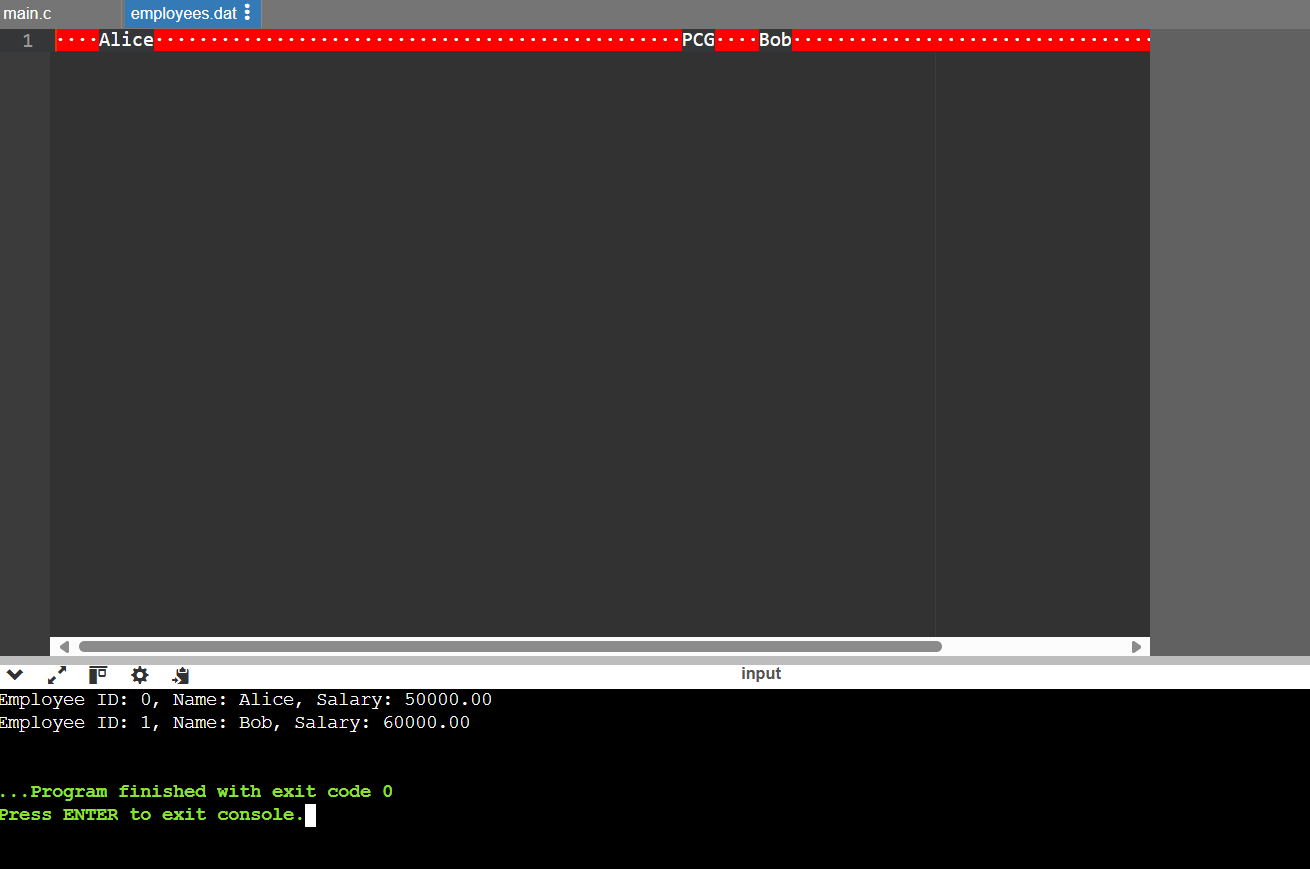 main.c employees.dat
1 ····Alice················································PCG····Bob·································
input
Employee ID: 0, Name: Alice, Salary: 50000.00
Employee ID: 1, Name: Bob, Salary: 60000.00
...Program finished with exit code 0
Press ENTER to exit console.